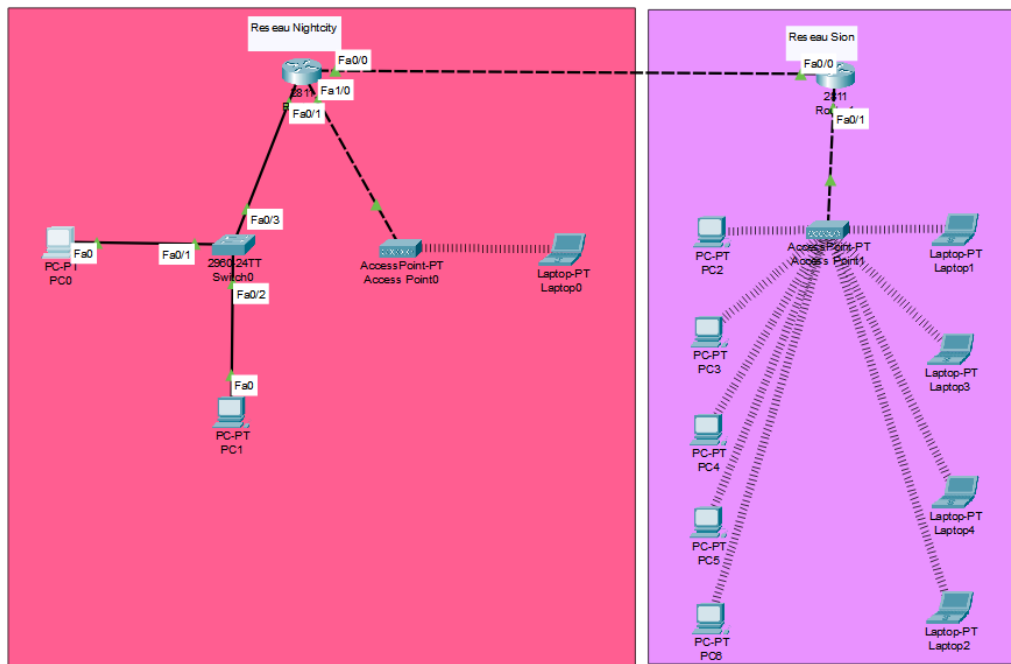 Reseau Nightcity
Fa0/0
2811
Fa1/0
Fa0/1
Fa0/3
Fa0
Fa0/1
PC0
2960-24TT
Switch0
Fa0/2
AccessPoint-PT
Access Point0
Laptop-PT
Laptop0
Fa0
PC-PT
PC1
Reseau Sion
Fa0/0
2811
Fa0/1
PC-PT
PC2
AccessPoint-PT
Access Point1
Laptop-PT
Laptop1
PC-PT
PC3
Laptop-PT
Laptop3
PC-PT
PC4
Laptop-PT
Laptop4
PC-PT
PC5
PC-PT
PC6
Laptop-PT
Laptop2